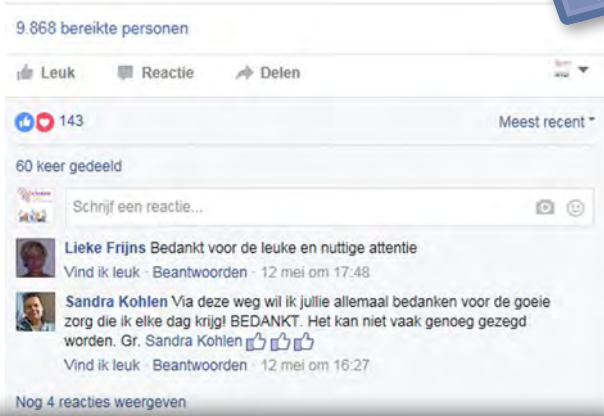 9.868 bereikte personen
Leuk Reactie Delen
143 Meest recent
60 keer gedeeld
Schrijf een reactie...
Lieke Frijns Bedankt voor de leuke en nuttige attentie
Vind ik leuk · Beantwoorden · 12 mei om 17:48
Sandra Kohlen Via deze weg wil ik jullie allemaal bedanken voor de goeie
zorg die ik elke dag krijg! BEDANKT. Het kan niet vaak genoeg gezegd
worden. Gr. Sandra Kohlen
Vind ik leuk · Beantwoorden · 12 mei om 16:27
Nog 4 reacties weergeven